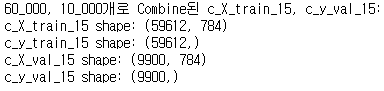 60_000, 10_000개로 Combine된 c_X_train_15, c_y_val_15:
c_X_train_15 shape: (59612, 784)
c_y_train_15 shape: (59612,)
c_X_val_15 shape: (9900, 784)
c_y_val_15 shape: (9900,)